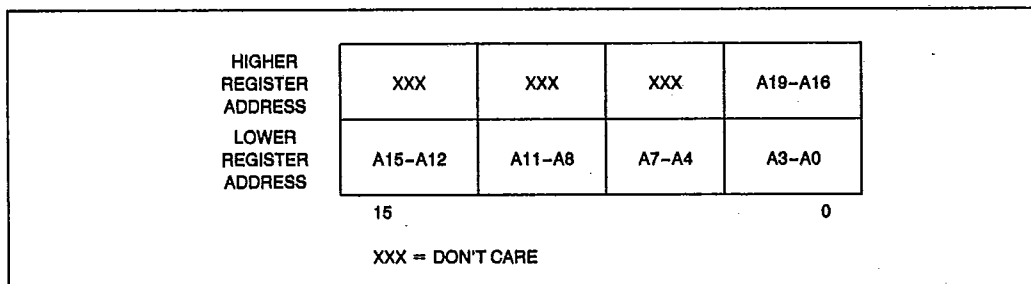 HIGHER
REGISTER
ADDRESS
XXX XXX XXX A19–A16
LOWER
REGISTER
ADDRESS
A15–A12 A11–A8 A7–A4 A3–A0
15 0
XXX = DON'T CARE